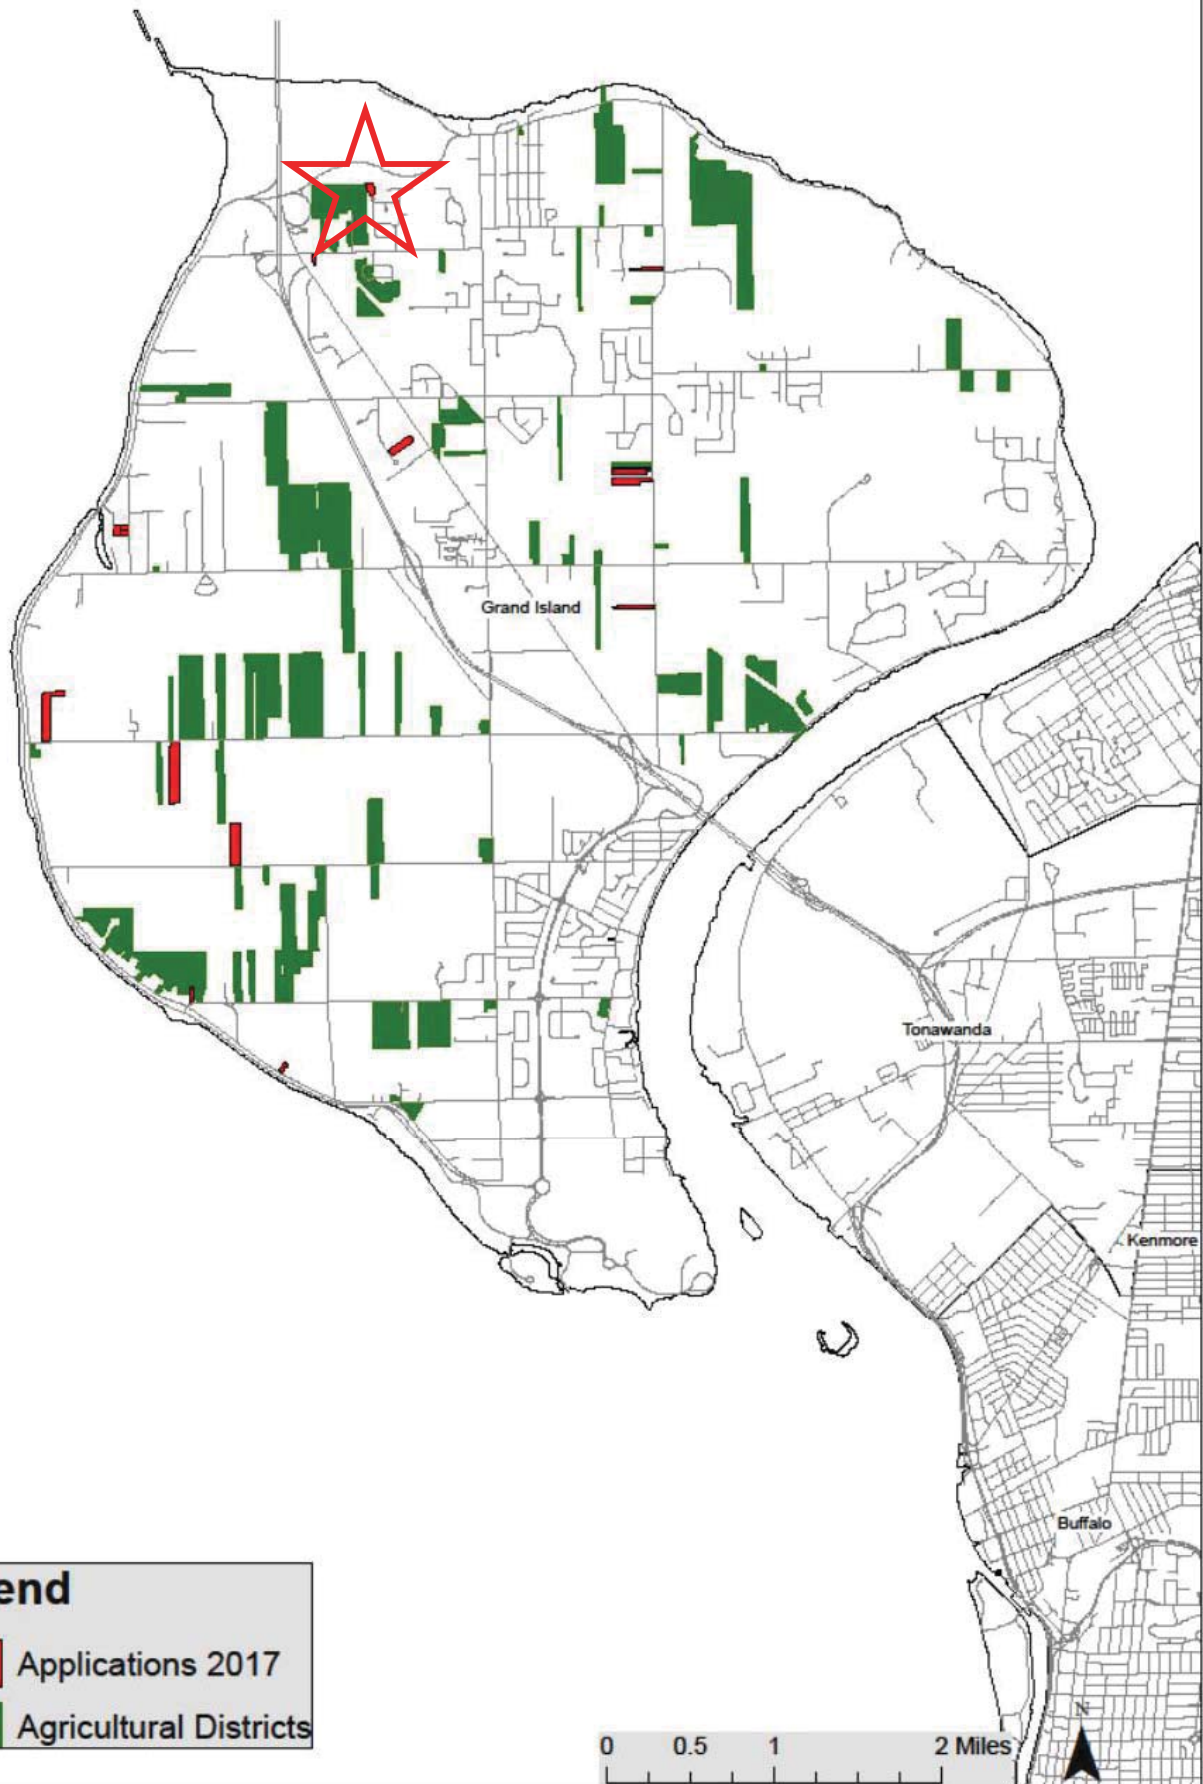 Grand Island
Tonawanda
Kenmore
Buffalo
end
Applications 2017
Agricultural Districts
0 0.5 1 2 Miles
N